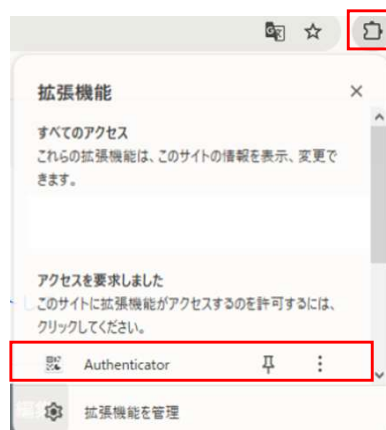 拡張機能
すべてのアクセス
これらの拡張機能は、このサイトの情報を表示、変更で
きます。
アクセスを要求しました
このサイトに拡張機能がアクセスするのを許可するには、
クリックしてください。
Authenticator
拡張機能を管理